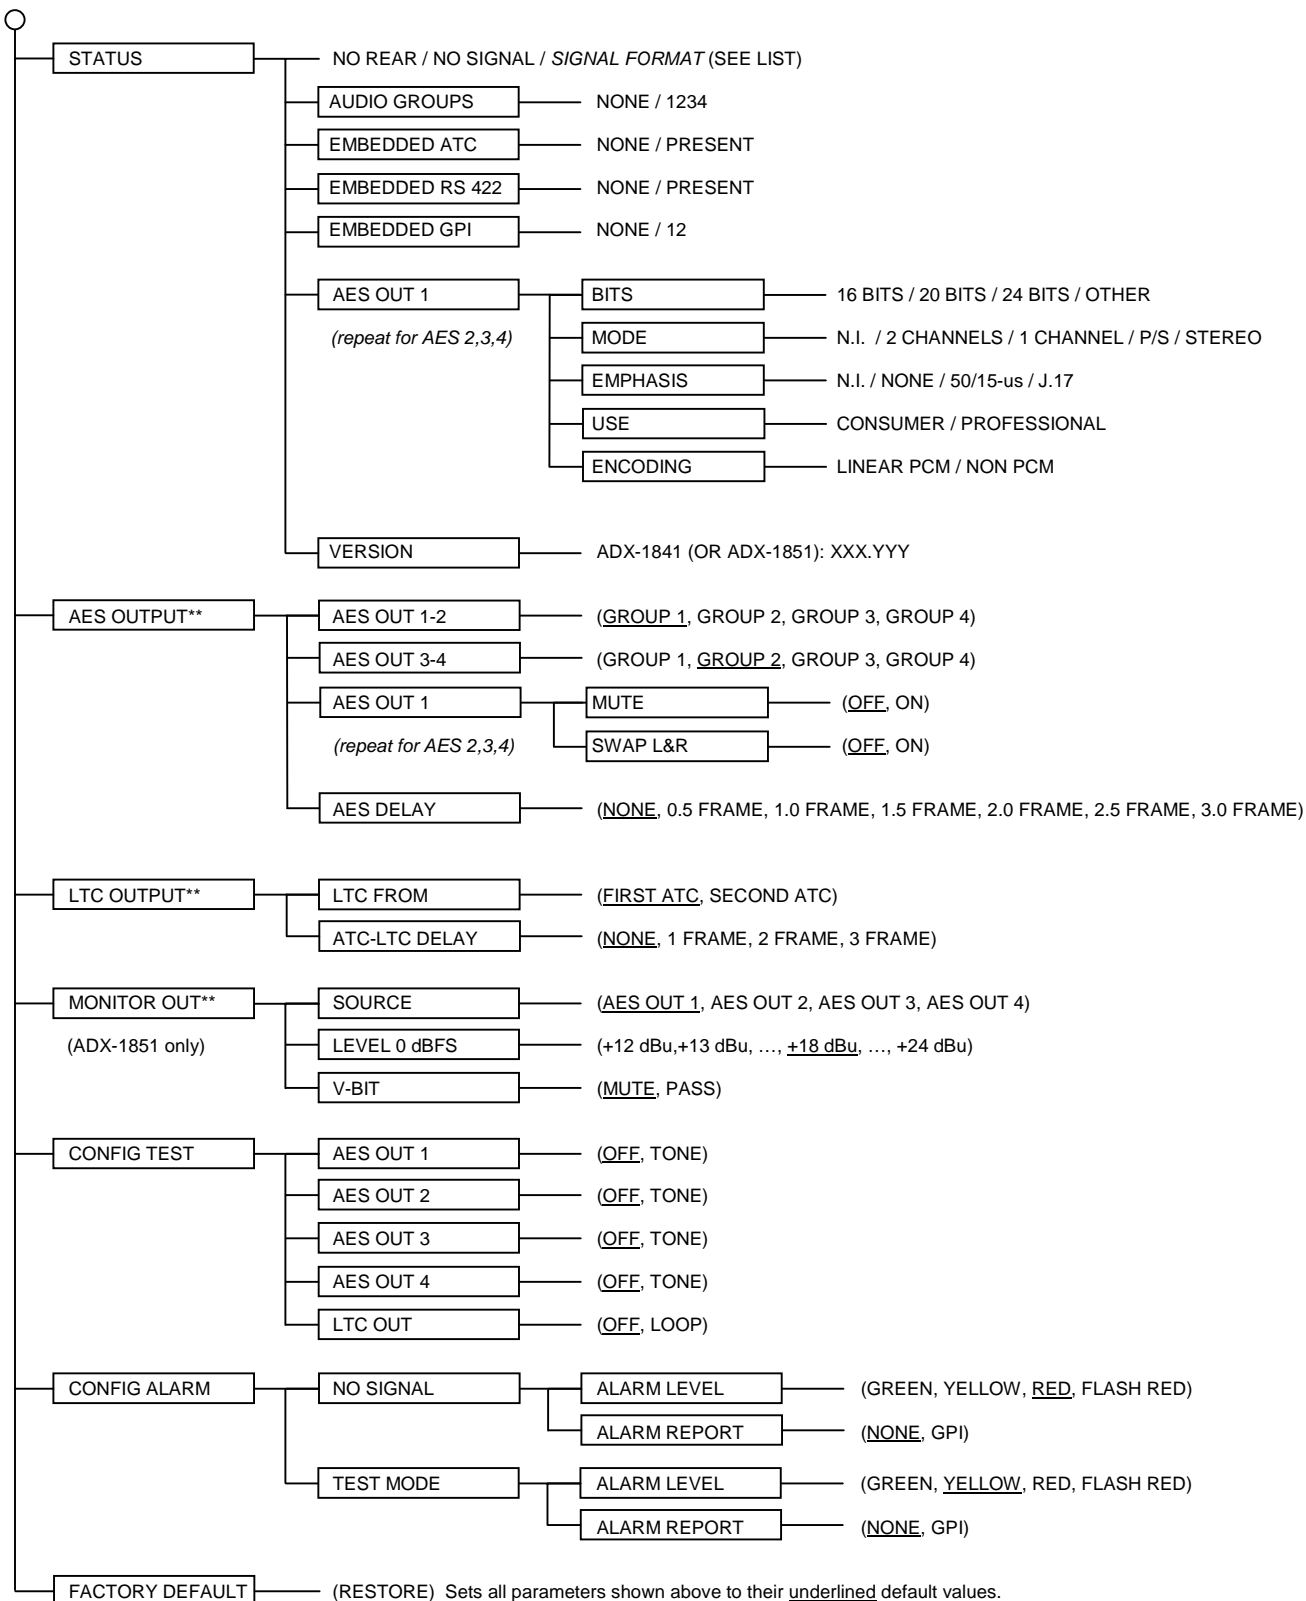 STATUS NO REAR / NO SIGNAL / SIGNAL FORMAT (SEE LIST)
AUDIO GROUPS NONE / 1234
EMBEDDED ATC NONE / PRESENT
EMBEDDED RS 422 NONE / PRESENT
EMBEDDED GPI NONE / 12
AES OUT 1 BITS 16 BITS / 20 BITS / 24 BITS / OTHER
(repeat for AES 2,3,4) MODE N.I. / 2 CHANNELS / 1 CHANNEL / P/S / STEREO
EMPHASIS N.I. / NONE / 50/15-us / J.17
USE CONSUMER / PROFESSIONAL
ENCODING LINEAR PCM / NON PCM
VERSION ADX-1841 (OR ADX-1851): XXX.YYY
AES OUTPUT** AES OUT 1-2 (GROUP 1, GROUP 2, GROUP 3, GROUP 4)
AES OUT 3-4 (GROUP 1, GROUP 2, GROUP 3, GROUP 4)
AES OUT 1 MUTE (OFF, ON)
(repeat for AES 2,3,4) SWAP L&R (OFF, ON)
AES DELAY (NONE, 0.5 FRAME, 1.0 FRAME, 1.5 FRAME, 2.0 FRAME, 2.5 FRAME, 3.0 FRAME)
LTC OUTPUT** LTC FROM (FIRST ATC, SECOND ATC)
ATC-LTC DELAY (NONE, 1 FRAME, 2 FRAME, 3 FRAME)
MONITOR OUT** SOURCE (AES OUT 1, AES OUT 2, AES OUT 3, AES OUT 4)
(ADX-1851 only) LEVEL 0 dBFS (+12 dBu,+13 dBu, …, +18 dBu, …, +24 dBu)
V-BIT (MUTE, PASS)
CONFIG TEST AES OUT 1 (OFF, TONE)
AES OUT 2 (OFF, TONE)
AES OUT 3 (OFF, TONE)
AES OUT 4 (OFF, TONE)
LTC OUT (OFF, LOOP)
CONFIG ALARM NO SIGNAL ALARM LEVEL (GREEN, YELLOW, RED, FLASH RED)
ALARM REPORT (NONE, GPI)
TEST MODE ALARM LEVEL (GREEN, YELLOW, RED, FLASH RED)
ALARM REPORT (NONE, GPI)
FACTORY DEFAULT (RESTORE) Sets all parameters shown above to their underlined default values.